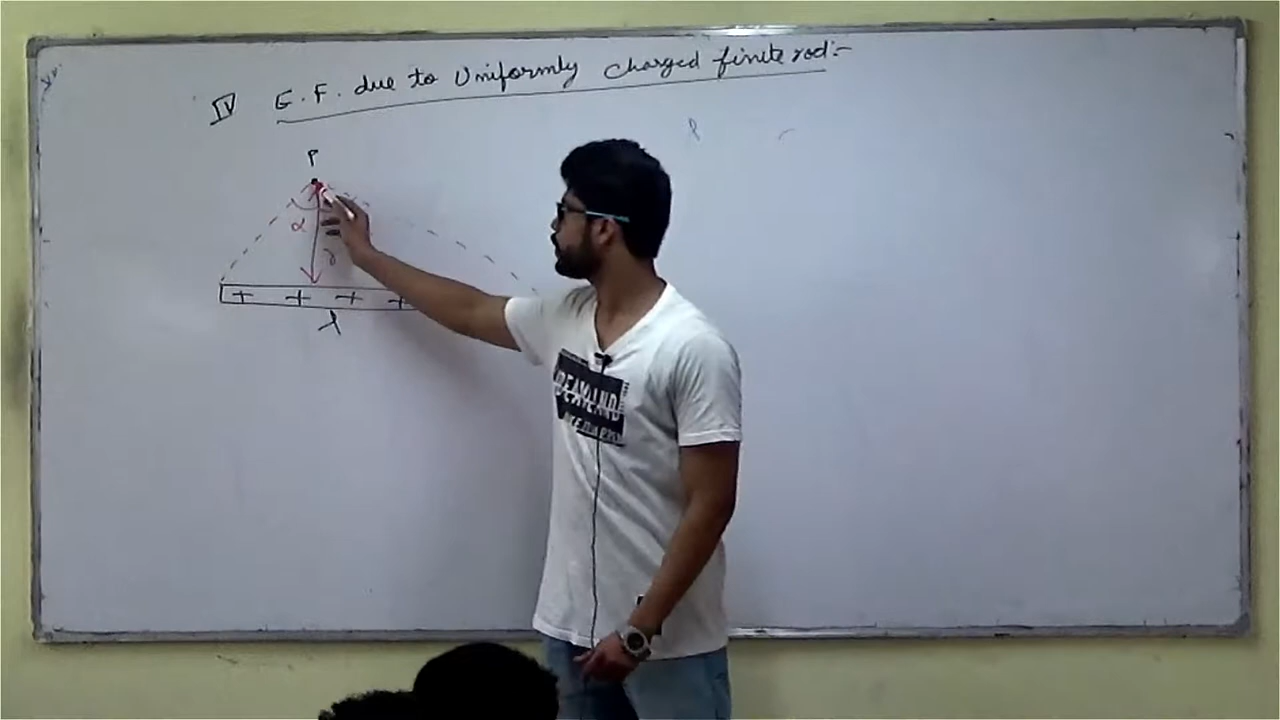 IV E.F. due to Uniformly charged finite rod:-
P
α
r
+ + + +
λ